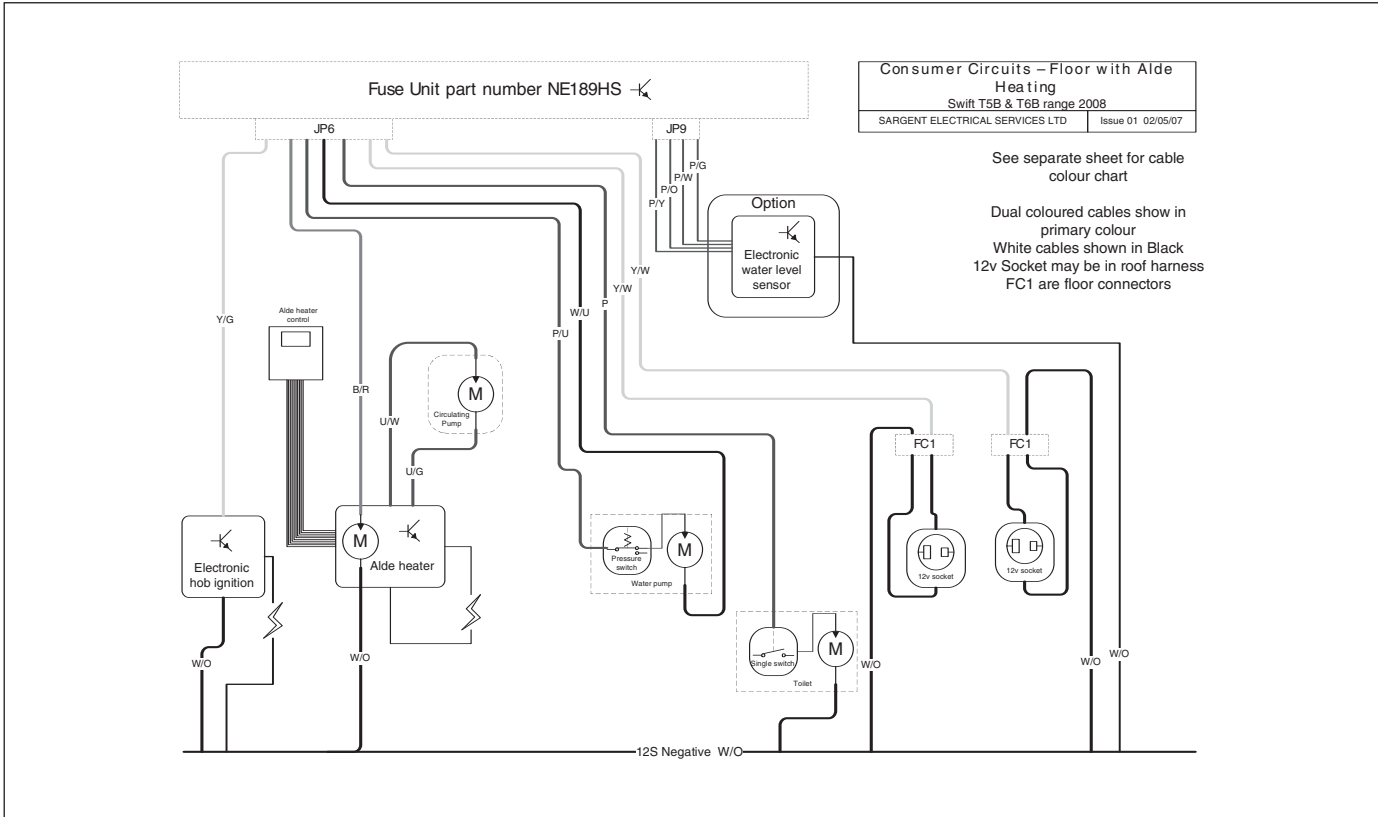 Fuse Unit part number NE189HS
JP6
JP9
Consumer Circuits – Floor with Alde
Heating
Swift T5B & T6B range 2008
SARGENT ELECTRICAL SERVICES LTD
Issue 01 02/05/07
See separate sheet for cable
colour chart
Dual coloured cables show in
primary colour
White cables shown in Black
12v Socket may be in roof harness
FC1 are floor connectors
P/G
P/W
P/O
P/Y
Option
Electronic
water level
sensor
Y/W
Y/W
P
W/U
P/U
Y/G
Alde heater
control
B/R
U/W
Circulating
Pump
M
U/G
FC1
FC1
Electronic
hob ignition
M
Alde heater
Pressure
switch
M
Water pump
12v socket
12v socket
Single switch
M
Toilet
W/O
W/O
W/O
W/O
W/O
12S Negative W/O